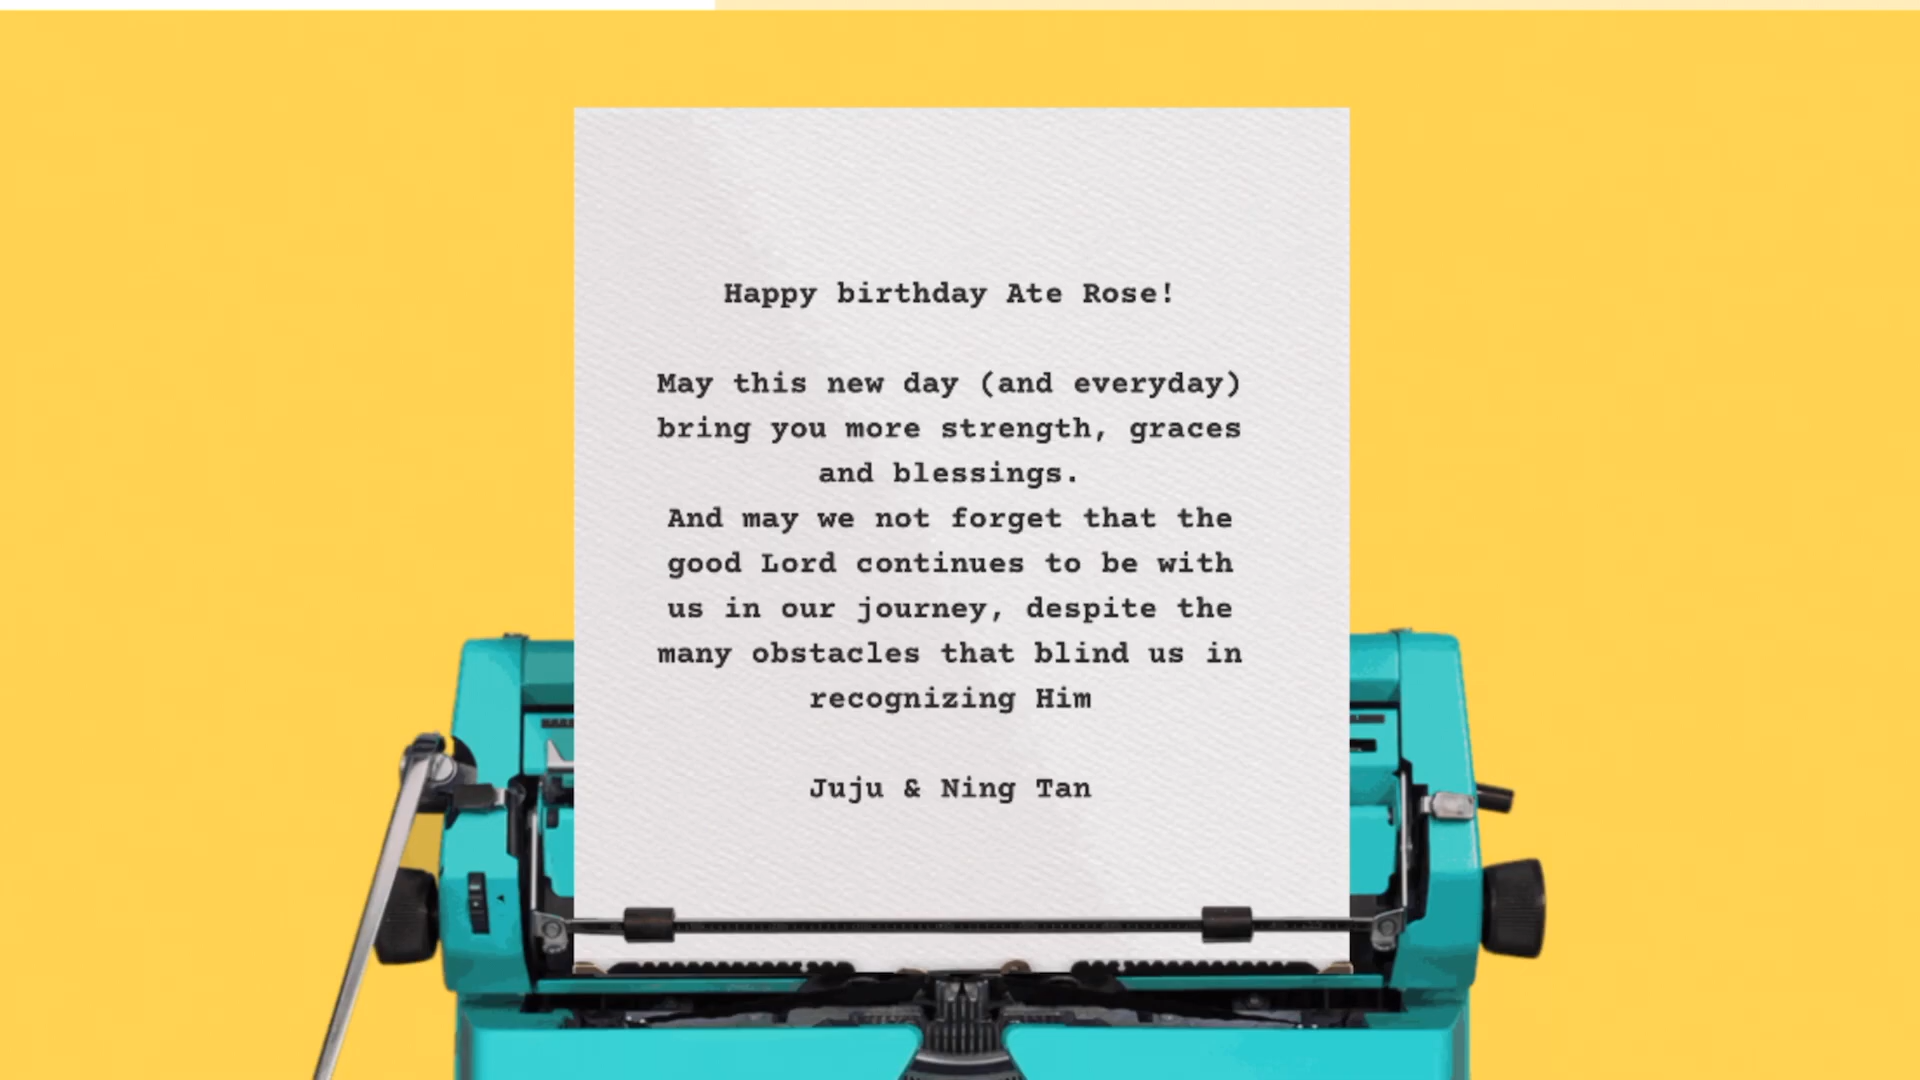 Happy birthday Ate Rose!
May this new day (and everyday)
bring you more strength, graces
and blessings.
And may we not forget that the
good Lord continues to be with
us in our journey, despite the
many obstacles that blind us in
recognizing Him
Juju & Ning Tan